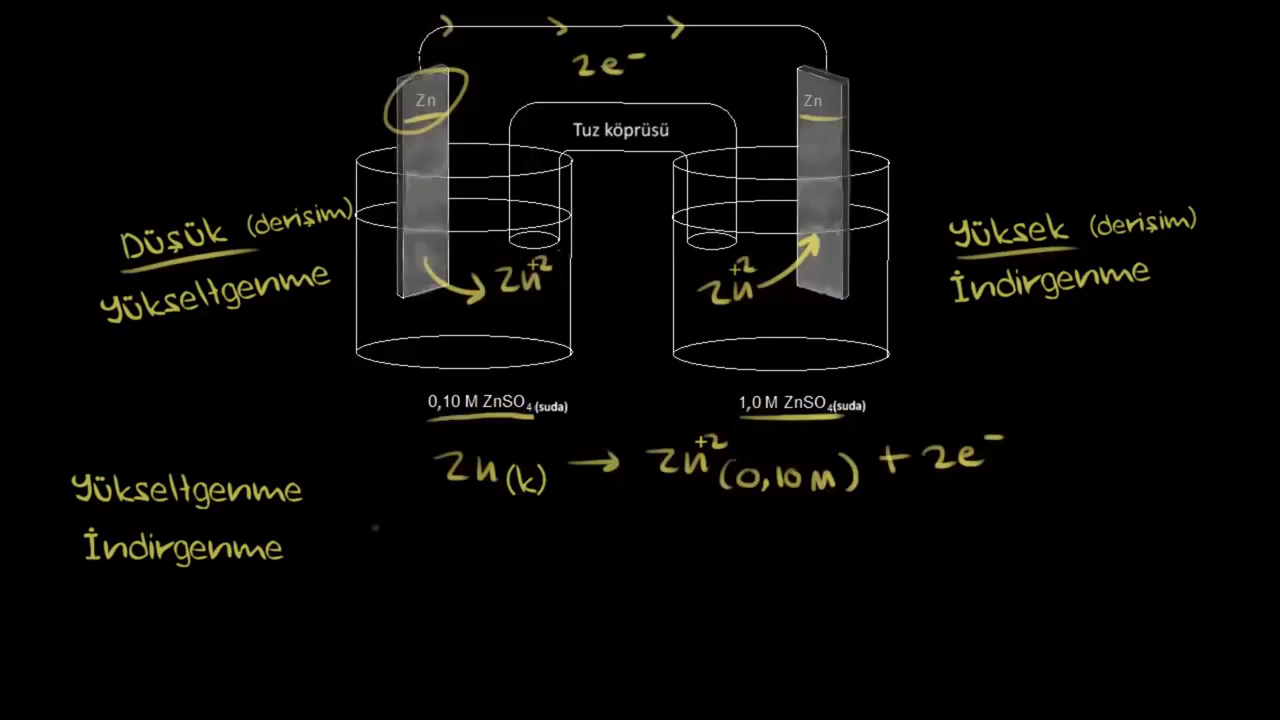 2e⁻
Zn
Zn
Tuz köprüsü
Düşük (derişim)
Yükseltgenme
Zn⁺²
Zn⁺²
Yüksek (derişim)
İndirgenme
0,10 M ZnSO₄(suda)
1,0 M ZnSO₄(suda)
Yükseltgenme Zn(k) → Zn⁺²(0,10M) + 2e⁻
İndirgenme